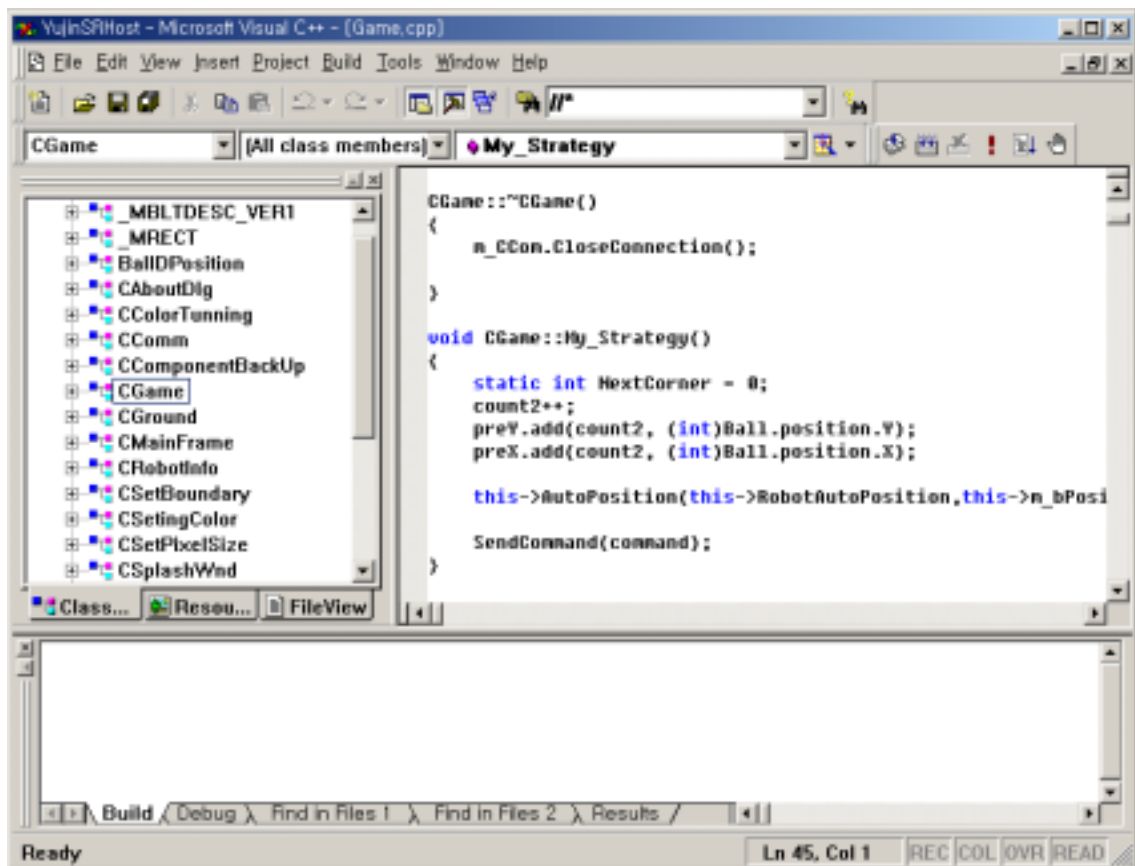 YujinSRHost - Microsoft Visual C++ - [Game.cpp]
File Edit View Insert Project Build Tools Window Help
//*
CGame (All class members) My_Strategy
_MBLTDESC_VER1
_MRECT
BallDPosition
CAboutDlg
CColorTunning
CComm
CComponentBackUp
CGame
CGround
CMainFrame
CRobotInfo
CSetBoundary
CSetingColor
CSetPixelSize
CSplashWnd
Class... Resou... FileView
CGame::~CGame()
{
m_CCom.CloseConnection();
}
void CGame::My_Strategy()
{
static int NextCorner = 0;
count2++;
preY.add(count2, (int)Ball.position.Y);
preX.add(count2, (int)Ball.position.X);
this->AutoPosition(this->RobotAutoPosition,this->m_bPosi
SendCommand(command);
}
Build Debug Find in Files 1 Find in Files 2 Results
Ready Ln 45, Col 1 REC COL OVR READ